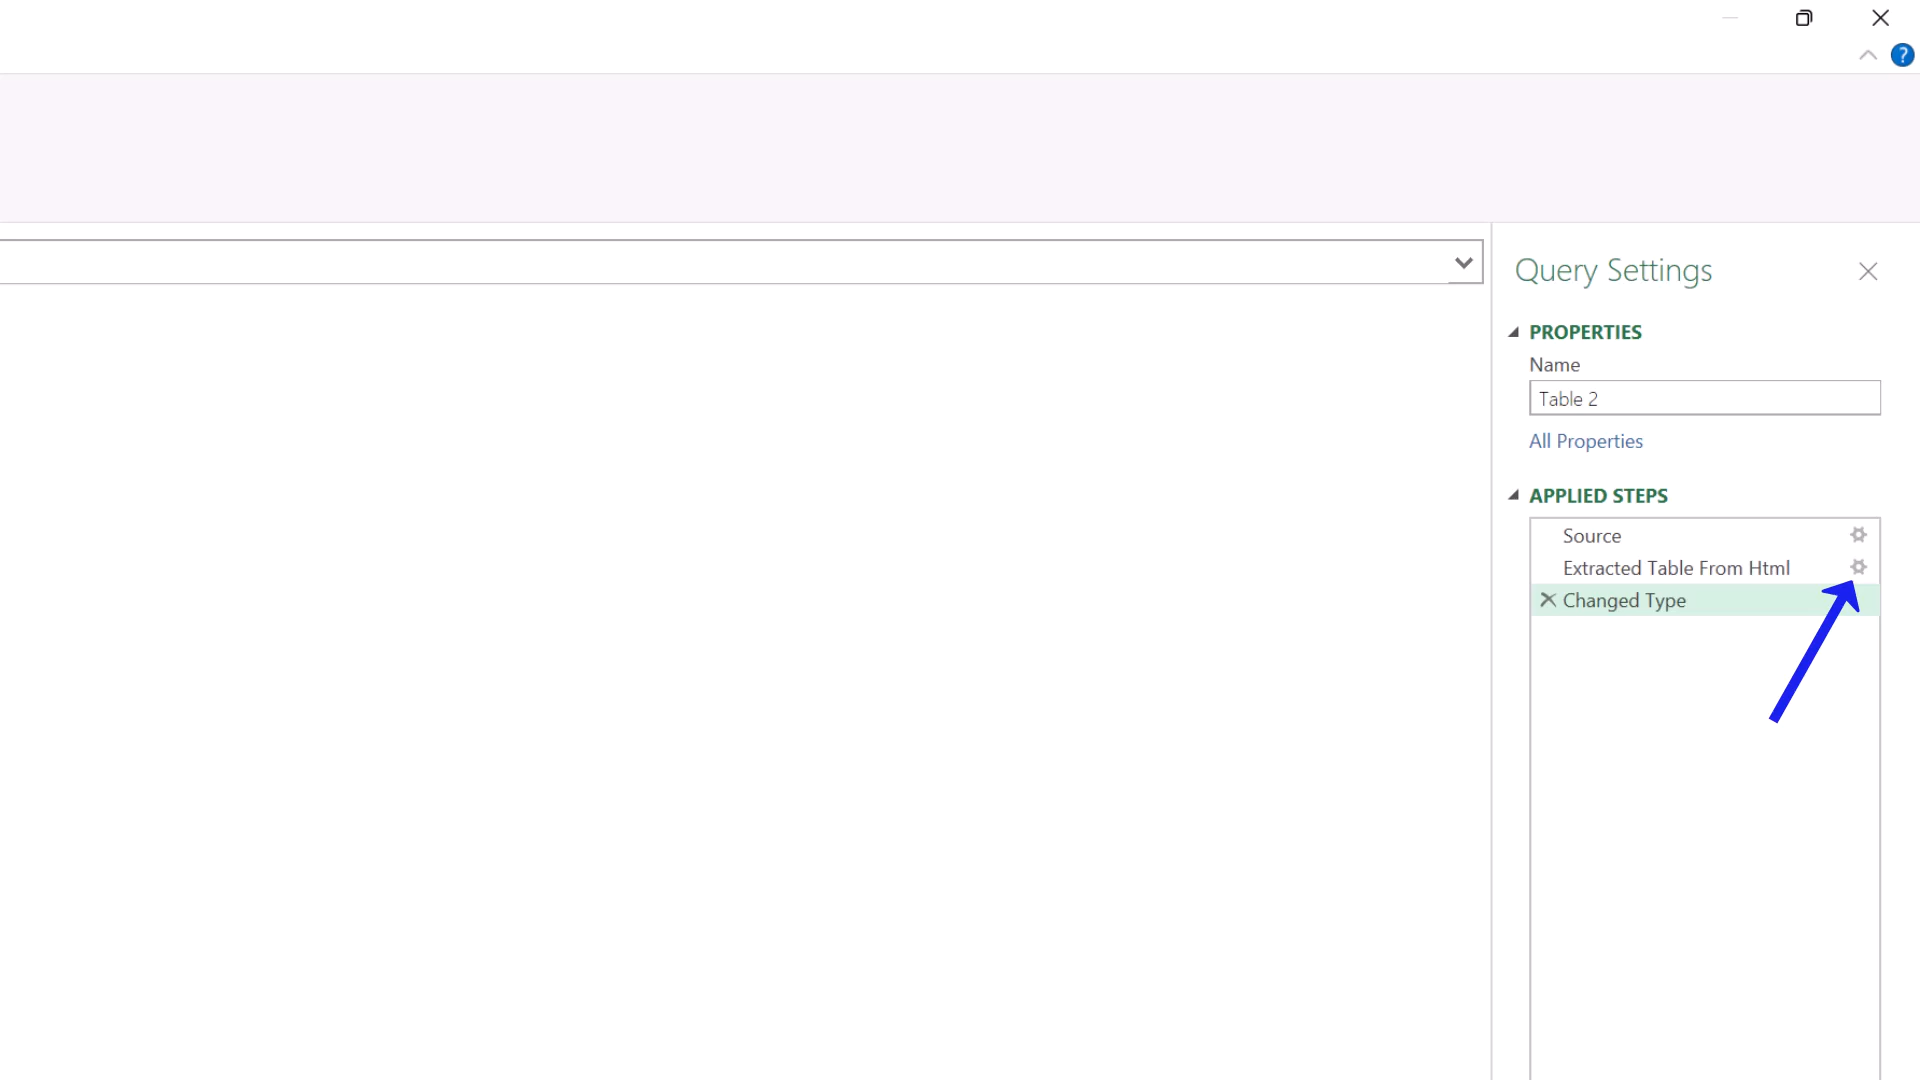 ?
Query Settings
PROPERTIES
Name
Table 2
All Properties
APPLIED STEPS
Source
Extracted Table From Html
Changed Type